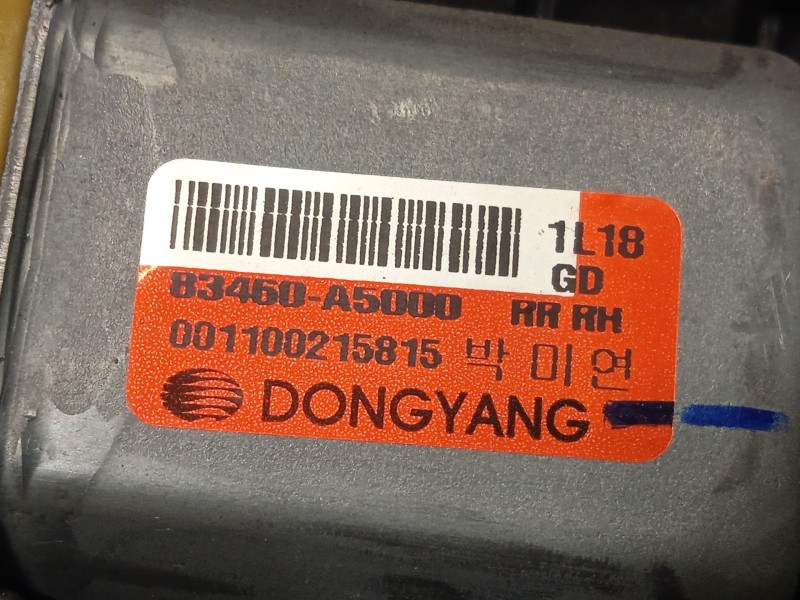 1L18
GD
83460-A5000 RR RH
001100215815 박미연
DONGYANG